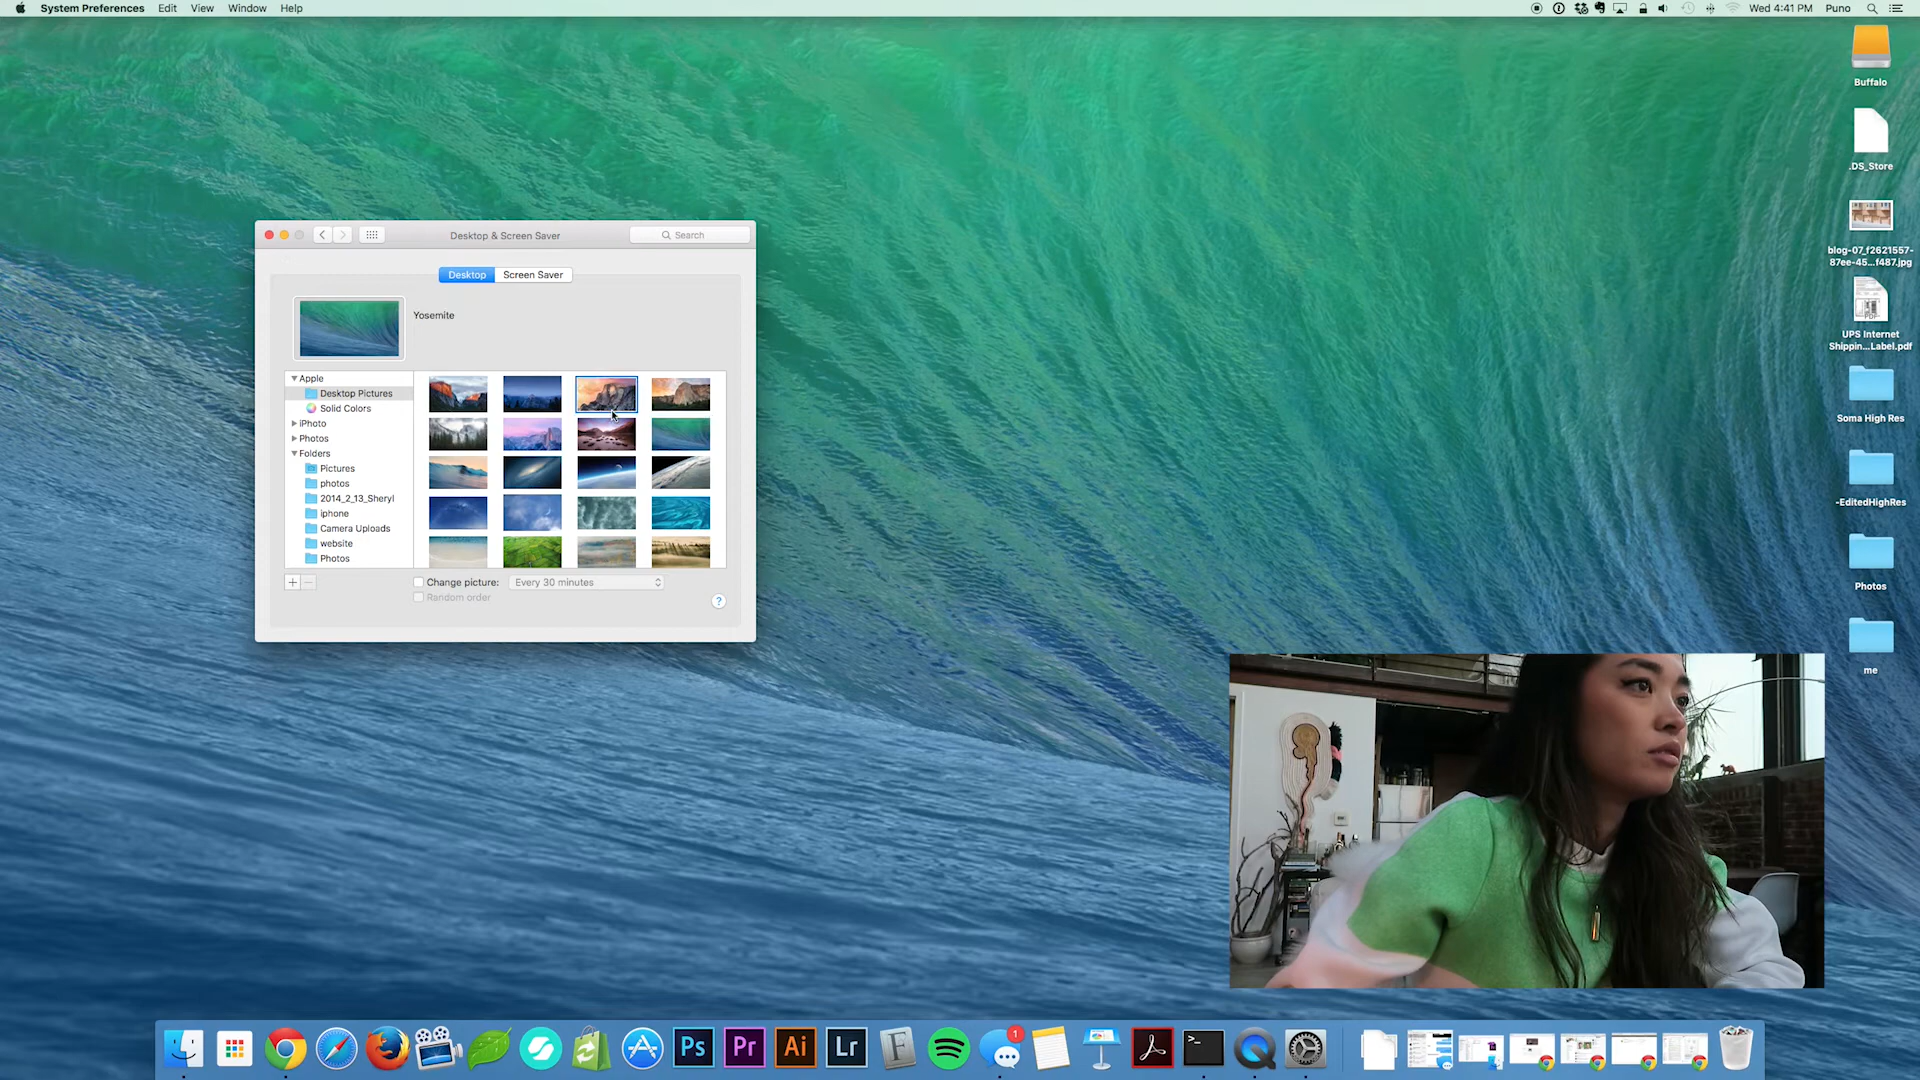 System Preferences Edit View Window Help
Wed 4:41 PM Puno
Buffalo
.DS_Store
blog-07_f2621557-
87ee-45...f487.jpg
PDF
UPS Internet
Shippin...Label.pdf
Soma High Res
-EditedHighRes
Photos
me
Desktop & Screen Saver
Search
Desktop Screen Saver
Yosemite
Apple
Desktop Pictures
Solid Colors
iPhoto
Photos
Folders
Pictures
photos
2014_2_13_Sheryl
iphone
Camera Uploads
website
Photos
+ −
Change picture: Every 30 minutes
Random order
?
Ps Pr Ai Lr F 1 >_